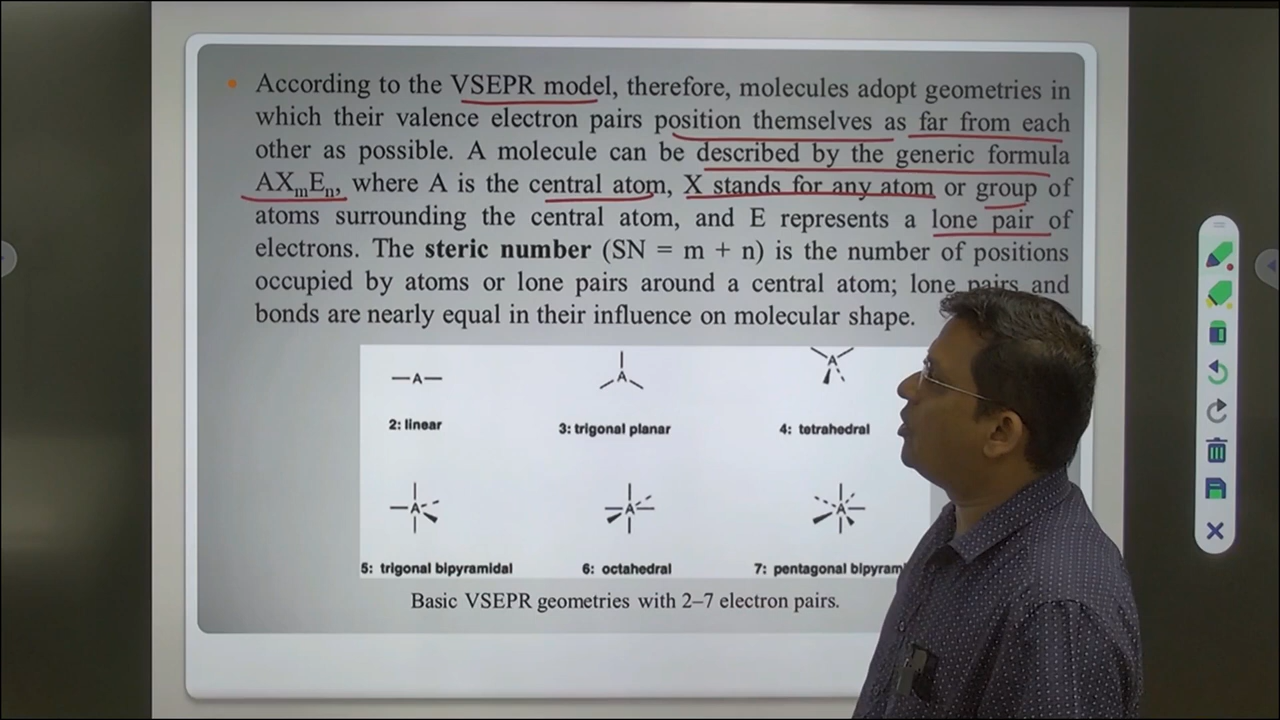 According to the VSEPR model, therefore, molecules adopt geometries in
which their valence electron pairs position themselves as far from each
other as possible. A molecule can be described by the generic formula
AXmEn, where A is the central atom, X stands for any atom or group of
atoms surrounding the central atom, and E represents a lone pair of
electrons. The steric number (SN = m + n) is the number of positions
occupied by atoms or lone pairs around a central atom; lone pairs and
bonds are nearly equal in their influence on molecular shape.
A
A
A
2: linear
3: trigonal planar
4: tetrahedral
A
A
A
5: trigonal bipyramidal
6: octahedral
7: pentagonal bipyram
Basic VSEPR geometries with 2–7 electron pairs.